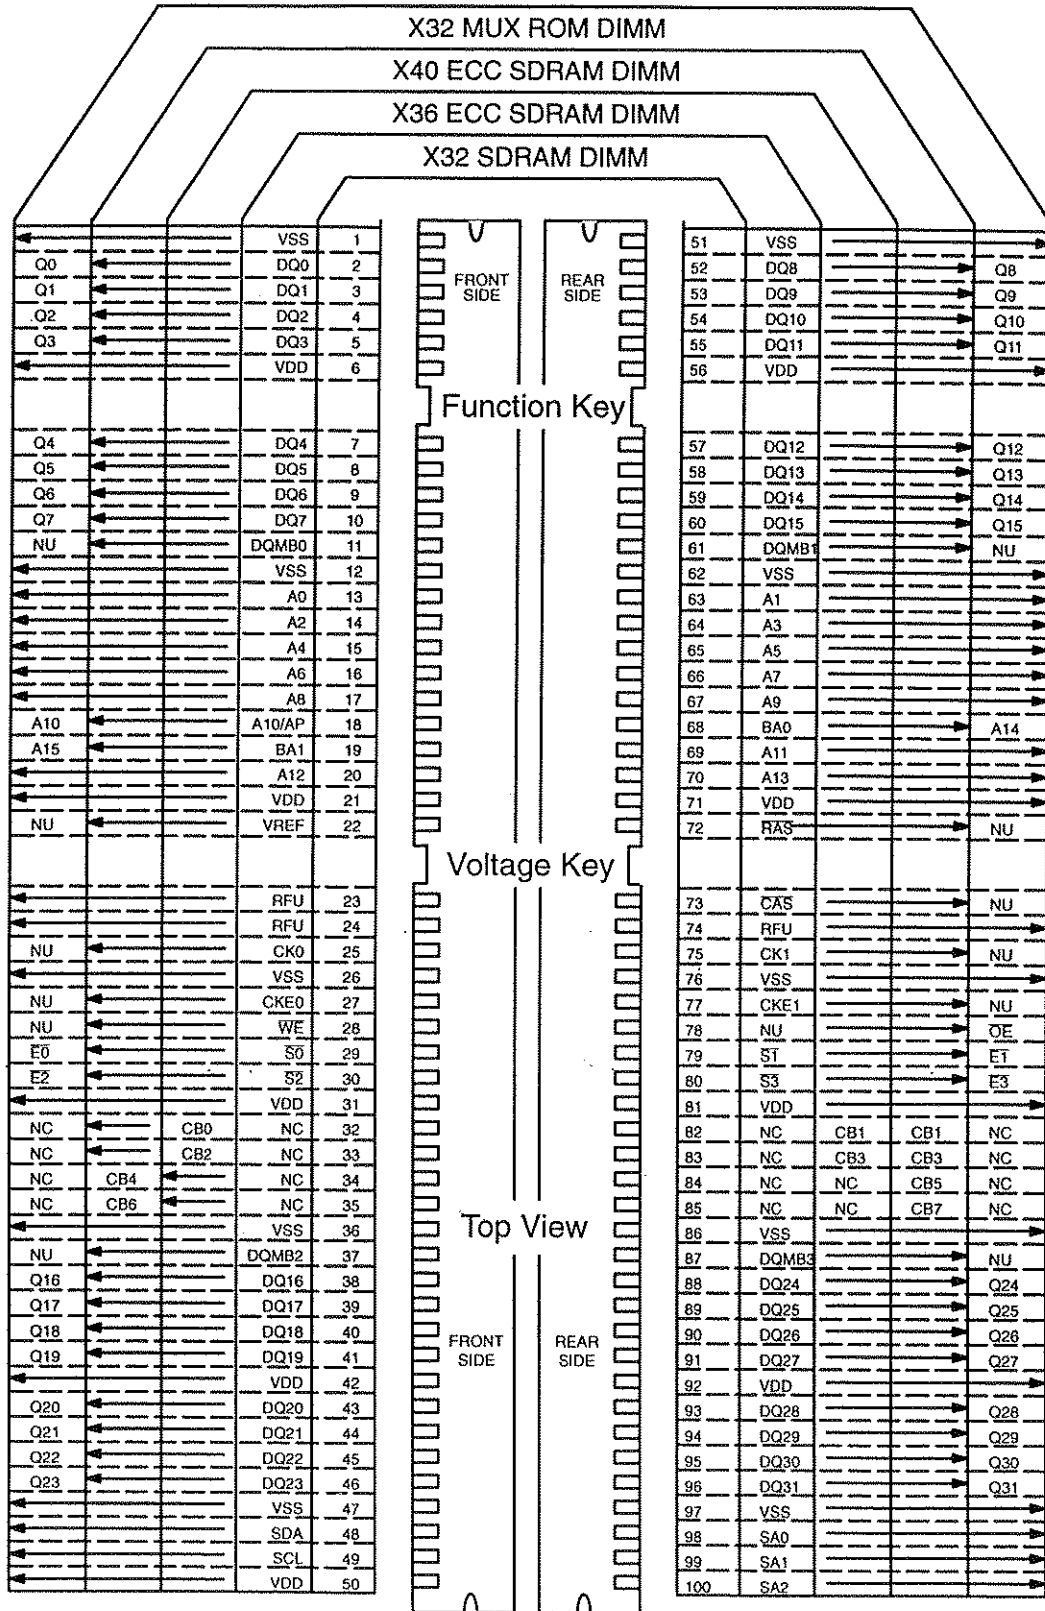 X32 MUX ROM DIMM
X40 ECC SDRAM DIMM
X36 ECC SDRAM DIMM
X32 SDRAM DIMM
VSS 1
Q0 DQ0 2
Q1 DQ1 3
Q2 DQ2 4
Q3 DQ3 5
VDD 6
Q4 DQ4 7
Q5 DQ5 8
Q6 DQ6 9
Q7 DQ7 10
NU DQMB0 11
VSS 12
A0 13
A2 14
A4 15
A6 16
A8 17
A10 A10/AP 18
A15 BA1 19
A12 20
VDD 21
NU VREF 22
RFU 23
RFU 24
NU CK0 25
VSS 26
NU CKE0 27
NU W̅E̅ 28
E̅0̅ S̅0̅ 29
E̅2̅ S̅2̅ 30
VDD 31
NC CB0 NC 32
NC CB2 NC 33
NC CB4 NC 34
NC CB6 NC 35
VSS 36
NU DQMB2 37
Q16 DQ16 38
Q17 DQ17 39
Q18 DQ18 40
Q19 DQ19 41
VDD 42
Q20 DQ20 43
Q21 DQ21 44
Q22 DQ22 45
Q23 DQ23 46
VSS 47
SDA 48
SCL 49
VDD 50
FRONT
SIDE
REAR
SIDE
Function Key
Voltage Key
Top View
FRONT
SIDE
REAR
SIDE
51 VSS
52 DQ8 Q8
53 DQ9 Q9
54 DQ10 Q10
55 DQ11 Q11
56 VDD
57 DQ12 Q12
58 DQ13 Q13
59 DQ14 Q14
60 DQ15 Q15
61 DQMB1 NU
62 VSS
63 A1
64 A3
65 A5
66 A7
67 A9
68 BA0 A14
69 A11
70 A13
71 VDD
72 R̅A̅S̅ NU
73 C̅A̅S̅ NU
74 RFU
75 CK1 NU
76 VSS
77 CKE1 NU
78 NU O̅E̅
79 S̅1̅ E̅1̅
80 S̅3̅ E̅3̅
81 VDD
82 NC CB1 CB1 NC
83 NC CB3 CB3 NC
84 NC NC CB5 NC
85 NC NC CB7 NC
86 VSS
87 DQMB3 NU
88 DQ24 Q24
89 DQ25 Q25
90 DQ26 Q26
91 DQ27 Q27
92 VDD
93 DQ28 Q28
94 DQ29 Q29
95 DQ30 Q30
96 DQ31 Q31
97 VSS
98 SA0
99 SA1
100 SA2